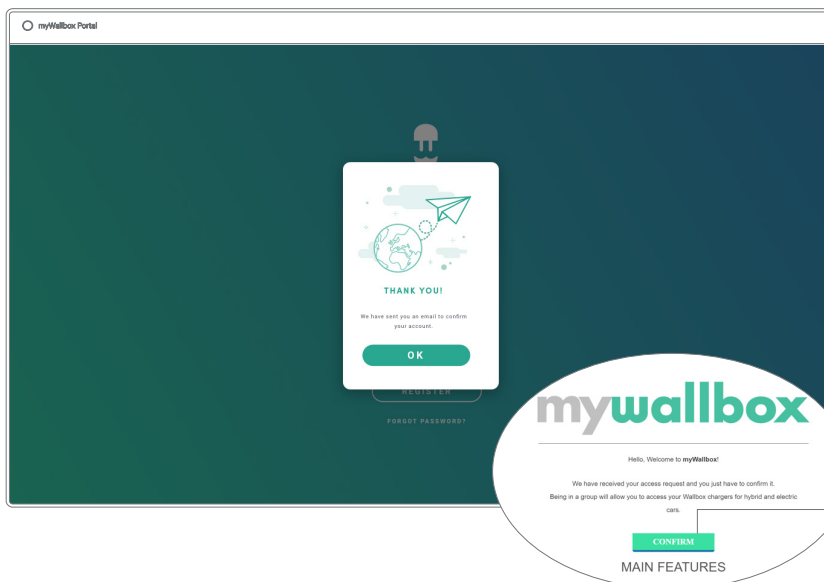 myWallbox Portal
THANK YOU!
We have sent you an email to confirm
your account.
OK
REGISTER
FORGOT PASSWORD?
mywallbox
Hello, Welcome to myWallbox!
We have received your access request and you just have to confirm it.
Being in a group will allow you to access your Wallbox chargers for hybrid and electric
cars.
CONFIRM
MAIN FEATURES